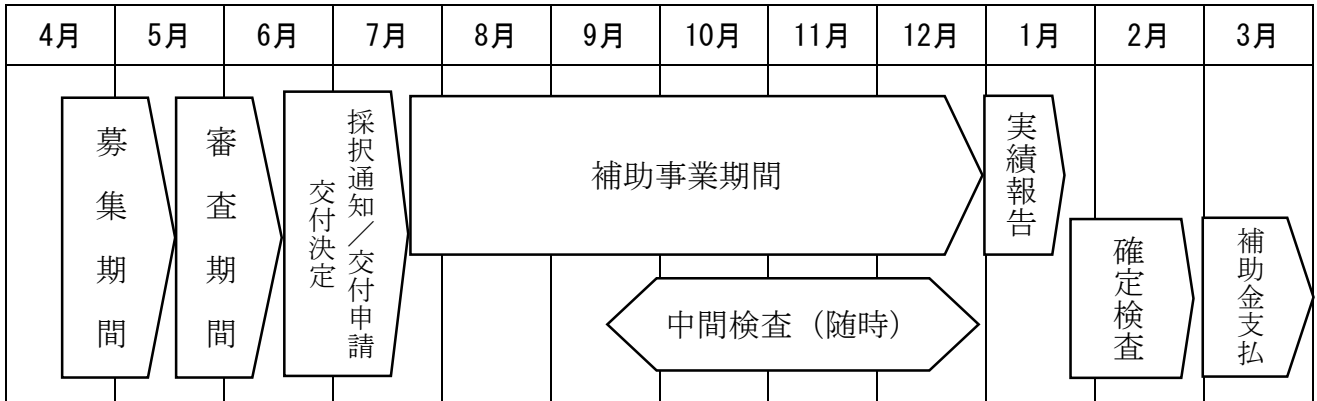 4月 5月 6月 7月 8月 9月 10月 11月 12月 1月 2月 3月
募集期間
審査期間
採択通知／交付申請
交付決定
補助事業期間
中間検査（随時）
実績報告
確定検査
補助金支払